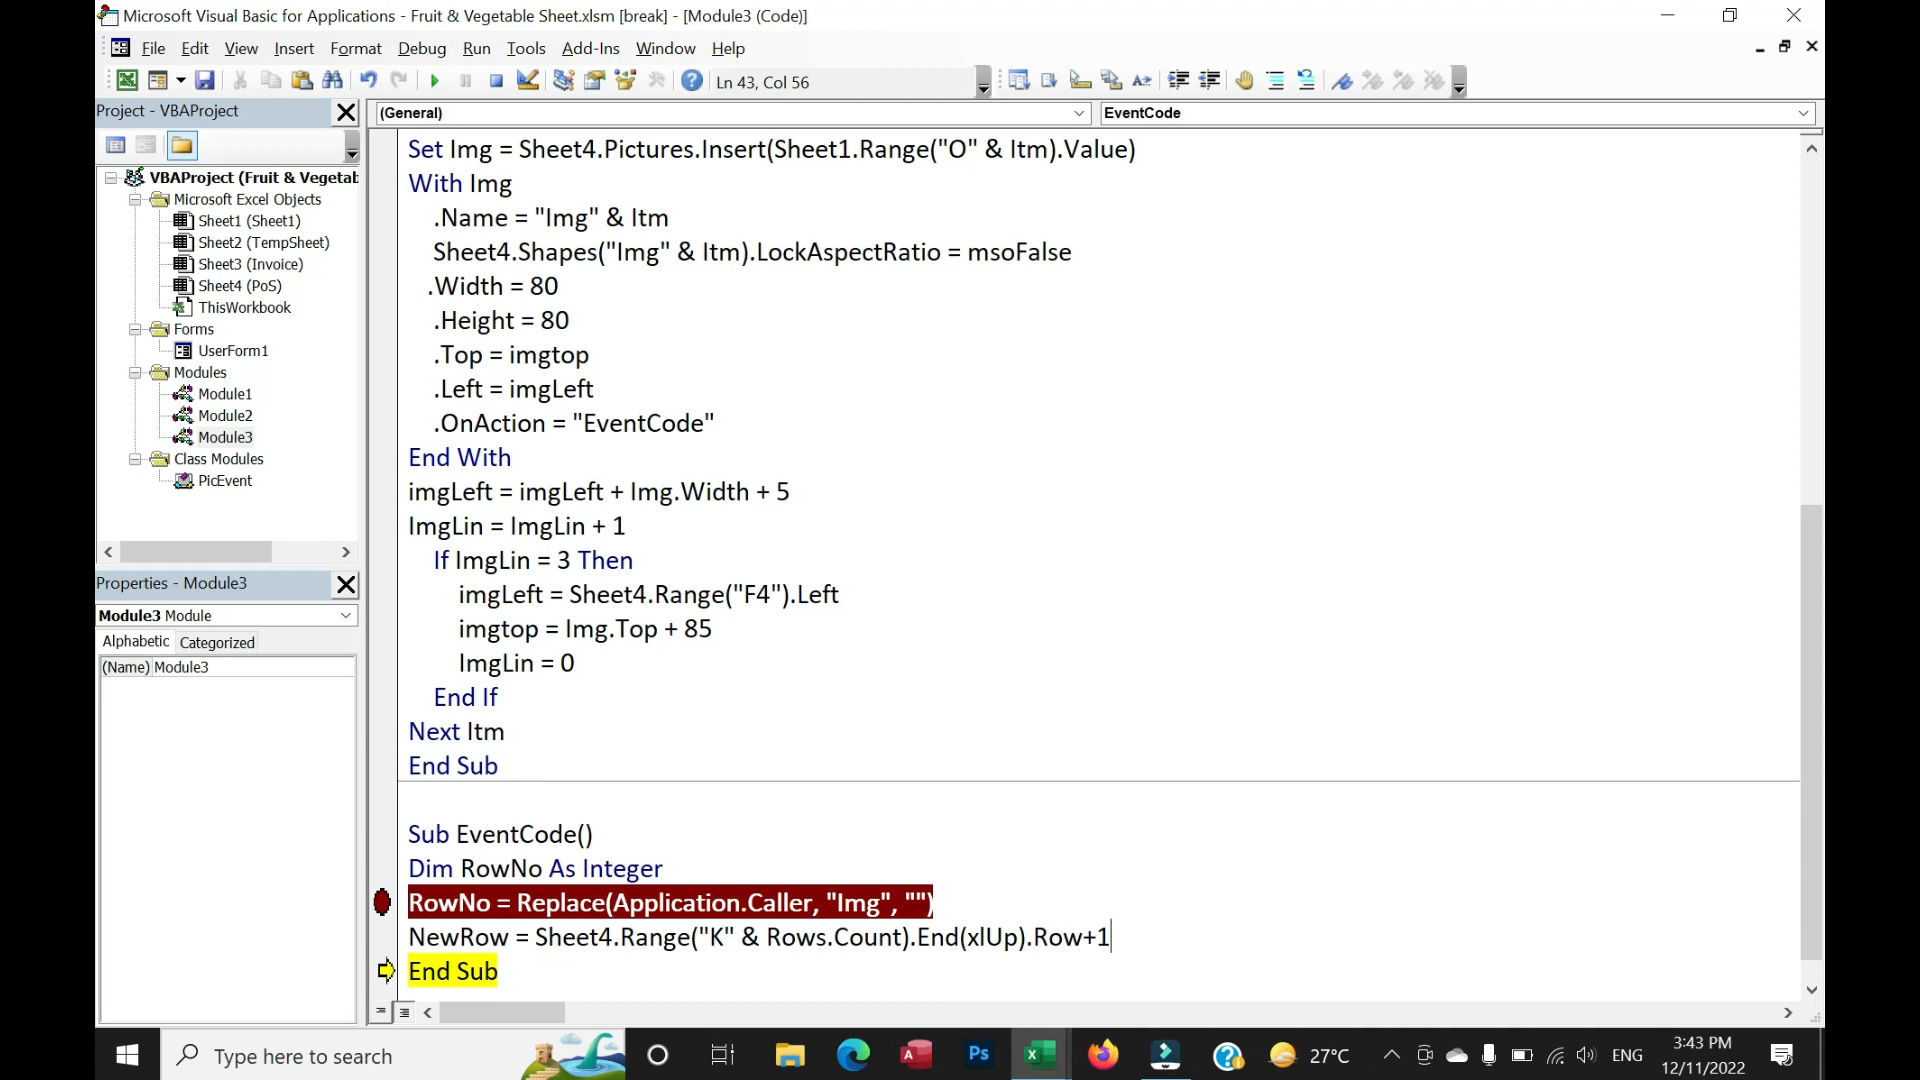 Microsoft Visual Basic for Applications - Fruit & Vegetable Sheet.xlsm [break] - [Module3 (Code)]
File Edit View Insert Format Debug Run Tools Add-Ins Window Help
Ln 43, Col 56
Project - VBAProject
(General)
EventCode
VBAProject (Fruit & Vegetab
Microsoft Excel Objects
Sheet1 (Sheet1)
Sheet2 (TempSheet)
Sheet3 (Invoice)
Sheet4 (PoS)
ThisWorkbook
Forms
UserForm1
Modules
Module1
Module2
Module3
Class Modules
PicEvent
Properties - Module3
Module3 Module
Alphabetic Categorized
(Name) Module3
Set Img = Sheet4.Pictures.Insert(Sheet1.Range("O" & Itm).Value)
With Img
.Name = "Img" & Itm
Sheet4.Shapes("Img" & Itm).LockAspectRatio = msoFalse
.Width = 80
.Height = 80
.Top = imgtop
.Left = imgLeft
.OnAction = "EventCode"
End With
imgLeft = imgLeft + Img.Width + 5
ImgLin = ImgLin + 1
If ImgLin = 3 Then
imgLeft = Sheet4.Range("F4").Left
imgtop = Img.Top + 85
ImgLin = 0
End If
Next Itm
End Sub
Sub EventCode()
Dim RowNo As Integer
RowNo = Replace(Application.Caller, "Img", "")
NewRow = Sheet4.Range("K" & Rows.Count).End(xlUp).Row+1
End Sub
Type here to search
27°C
ENG
3:43 PM
12/11/2022